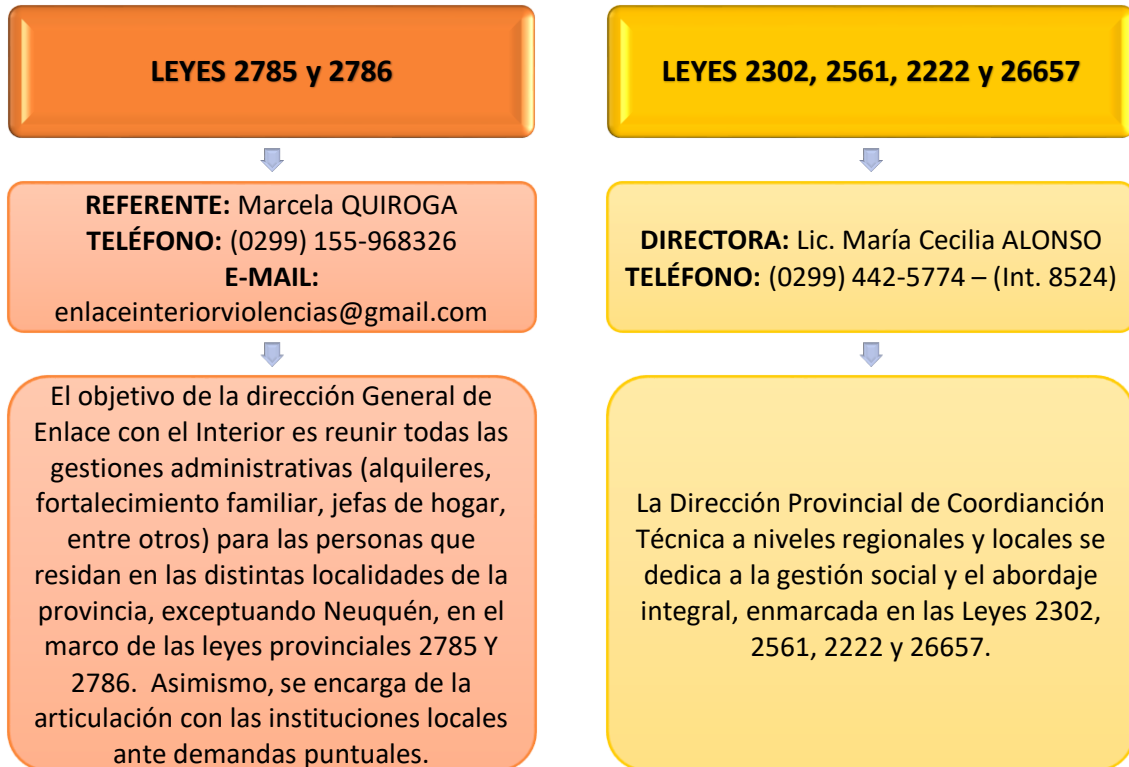 LEYES 2785 y 2786
REFERENTE: Marcela QUIROGA
TELÉFONO: (0299) 155-968326
E-MAIL:
enlaceinteriorviolencias@gmail.com
El objetivo de la dirección General de
Enlace con el Interior es reunir todas las
gestiones administrativas (alquileres,
fortalecimiento familiar, jefas de hogar,
entre otros) para las personas que
residan en las distintas localidades de la
provincia, exceptuando Neuquén, en el
marco de las leyes provinciales 2785 Y
2786.  Asimismo, se encarga de la
articulación con las instituciones locales
ante demandas puntuales.
LEYES 2302, 2561, 2222 y 26657
DIRECTORA: Lic. María Cecilia ALONSO
TELÉFONO: (0299) 442-5774 – (Int. 8524)
La Dirección Provincial de Coordianción
Técnica a niveles regionales y locales se
dedica a la gestión social y el abordaje
integral, enmarcada en las Leyes 2302,
2561, 2222 y 26657.